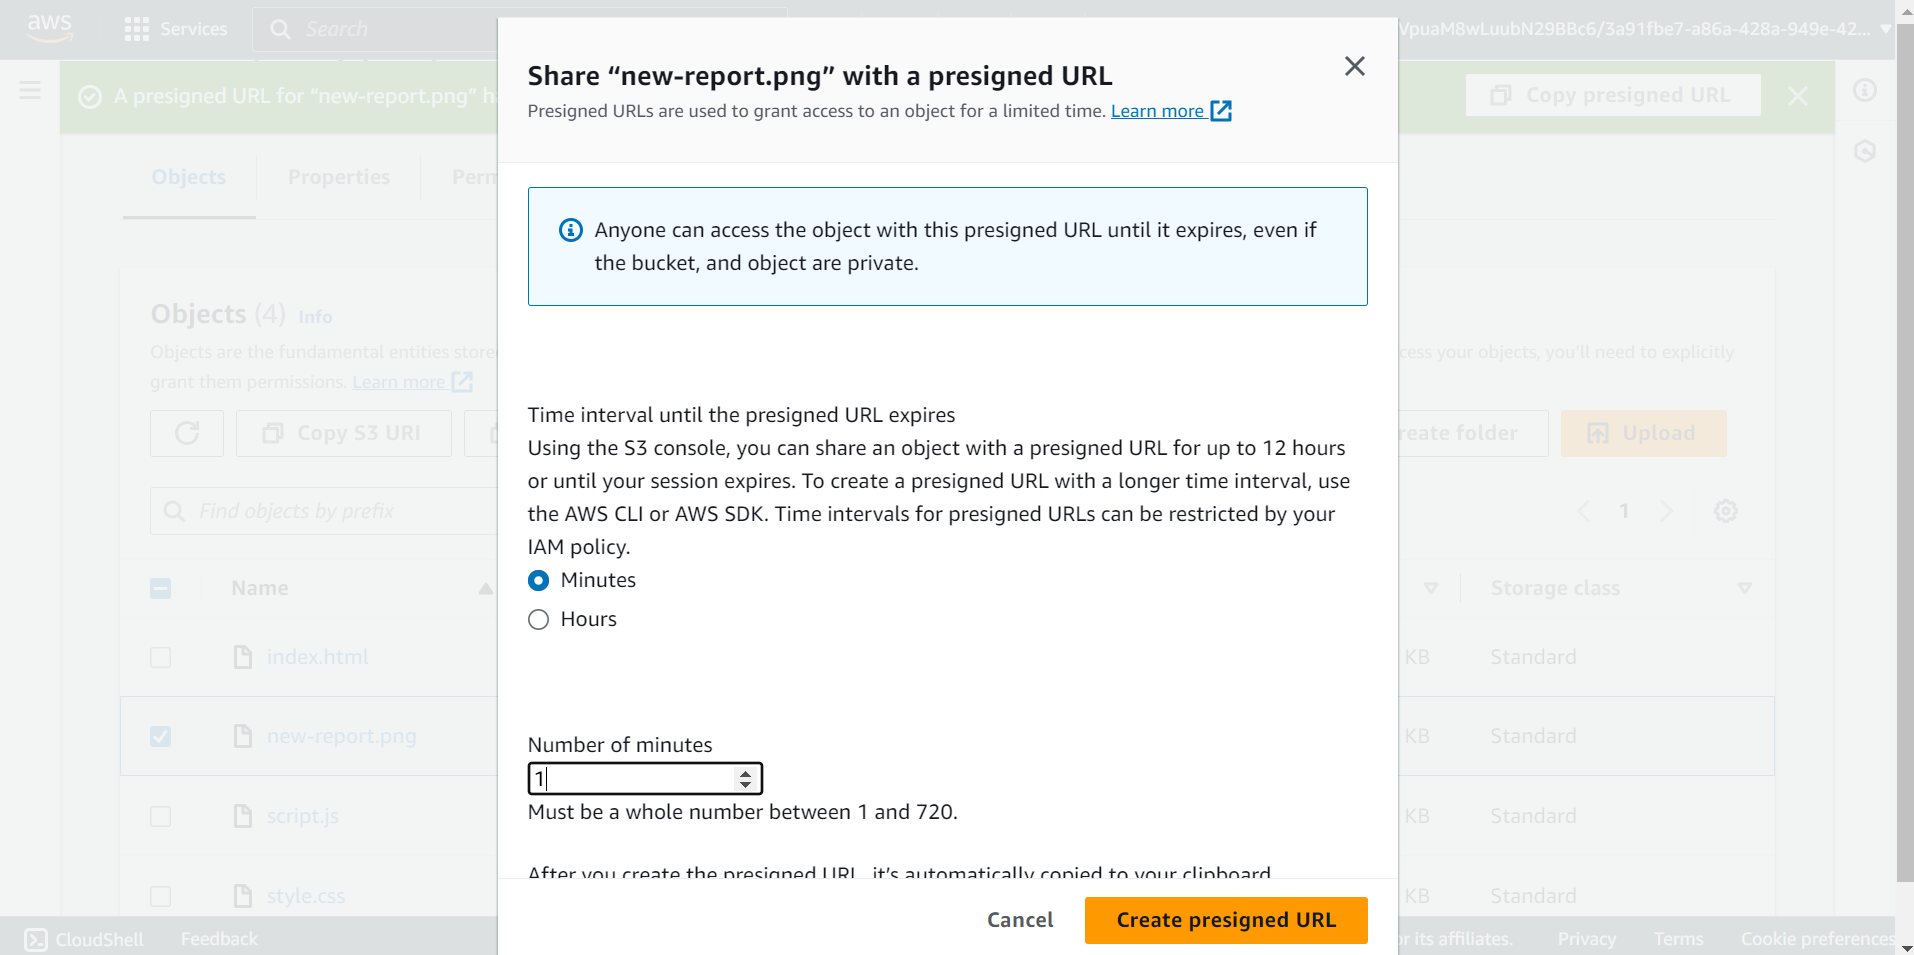 aws
Services
Search
VpuaM8wLuubN29BBc6/3a91fbe7-a86a-428a-949e-42...
A presigned URL for “new-report.png” ha
Copy presigned URL
Share “new-report.png” with a presigned URL
Presigned URLs are used to grant access to an object for a limited time. Learn more
Objects
Properties
Perm
Anyone can access the object with this presigned URL until it expires, even if
the bucket, and object are private.
Objects (4) Info
Objects are the fundamental entities store
cess your objects, you'll need to explicitly
grant them permissions. Learn more
Copy S3 URI
reate folder
Upload
Find objects by prefix
1
Time interval until the presigned URL expires
Using the S3 console, you can share an object with a presigned URL for up to 12 hours
or until your session expires. To create a presigned URL with a longer time interval, use
the AWS CLI or AWS SDK. Time intervals for presigned URLs can be restricted by your
IAM policy.
Minutes
Hours
Name
Storage class
index.html
KB
Standard
new-report.png
KB
Standard
script.js
KB
Standard
style.css
KB
Standard
Number of minutes
1
Must be a whole number between 1 and 720.
After you create the presigned URL, it's automatically copied to your clipboard.
Cancel
Create presigned URL
CloudShell
Feedback
or its affiliates.
Privacy
Terms
Cookie preferences